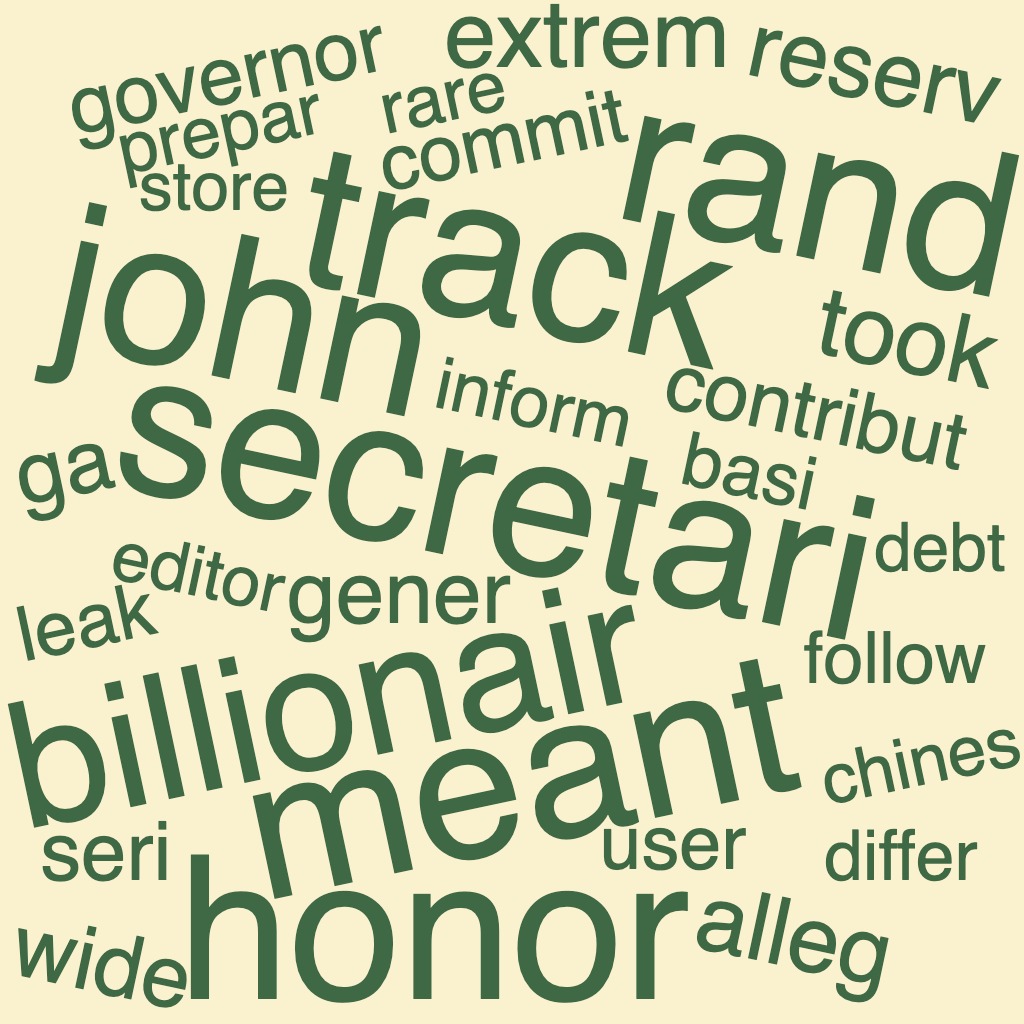 extrem
governor
reserv
rare
prepar
commit
store
rand
track
john
took
inform
contribut
secretari
ga
basi
debt
editor
gener
leak
billionair
follow
meant
chines
seri
user
differ
honor
alleg
wide